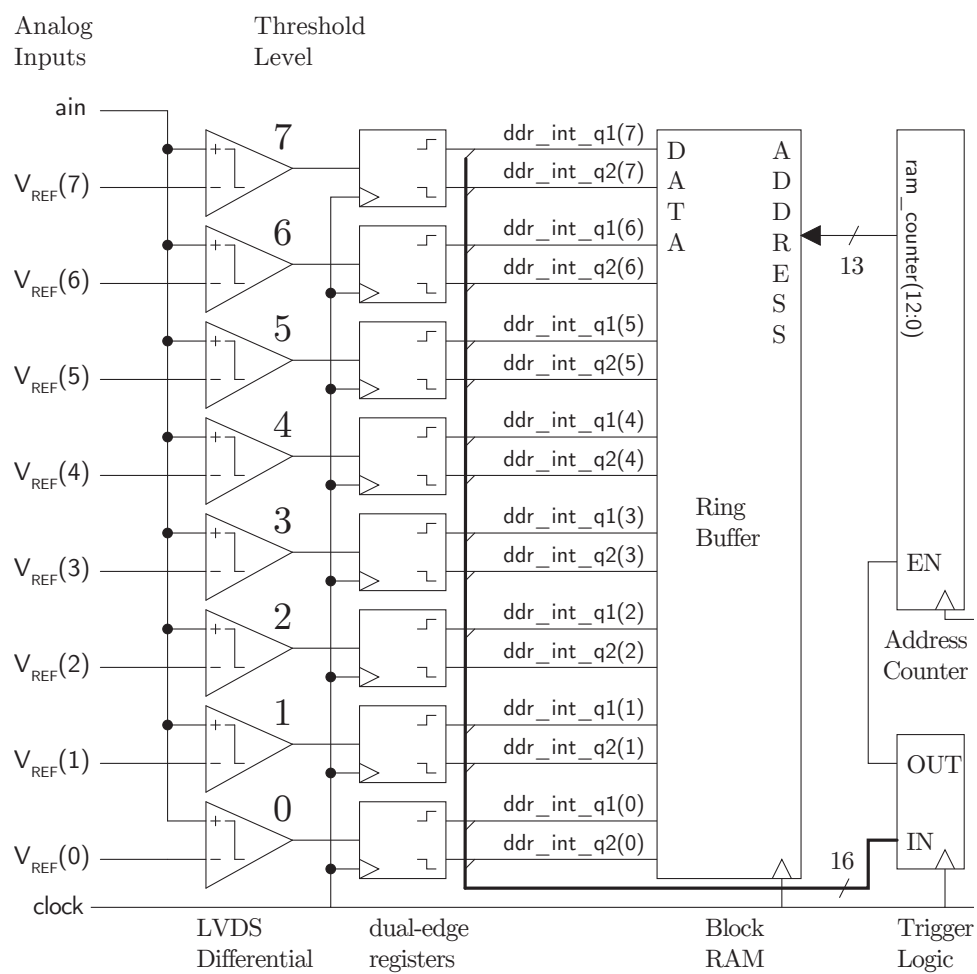 Analog
Inputs
Threshold
Level
ain
7
ddr_int_q1(7)
V_REF(7)
ddr_int_q2(7)
6
ddr_int_q1(6)
V_REF(6)
ddr_int_q2(6)
5
ddr_int_q1(5)
V_REF(5)
ddr_int_q2(5)
4
ddr_int_q1(4)
V_REF(4)
ddr_int_q2(4)
3
ddr_int_q1(3)
V_REF(3)
ddr_int_q2(3)
2
ddr_int_q1(2)
V_REF(2)
ddr_int_q2(2)
1
ddr_int_q1(1)
V_REF(1)
ddr_int_q2(1)
0
ddr_int_q1(0)
V_REF(0)
ddr_int_q2(0)
clock
DATA
ADDRESS
Ring
Buffer
13
ram_counter(12:0)
EN
Address
Counter
OUT
IN
16
LVDS
Differential
dual-edge
registers
Block
RAM
Trigger
Logic